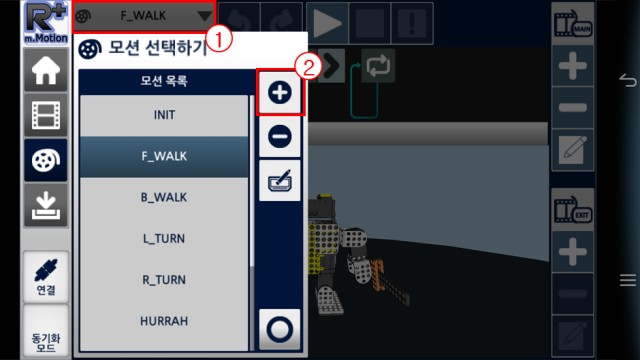 R+
m.Motion
F_WALK
1
모션 선택하기
2
모션 목록
INIT
F_WALK
B_WALK
L_TURN
R_TURN
HURRAH
연결
동기화
모드
MAIN
EXIT